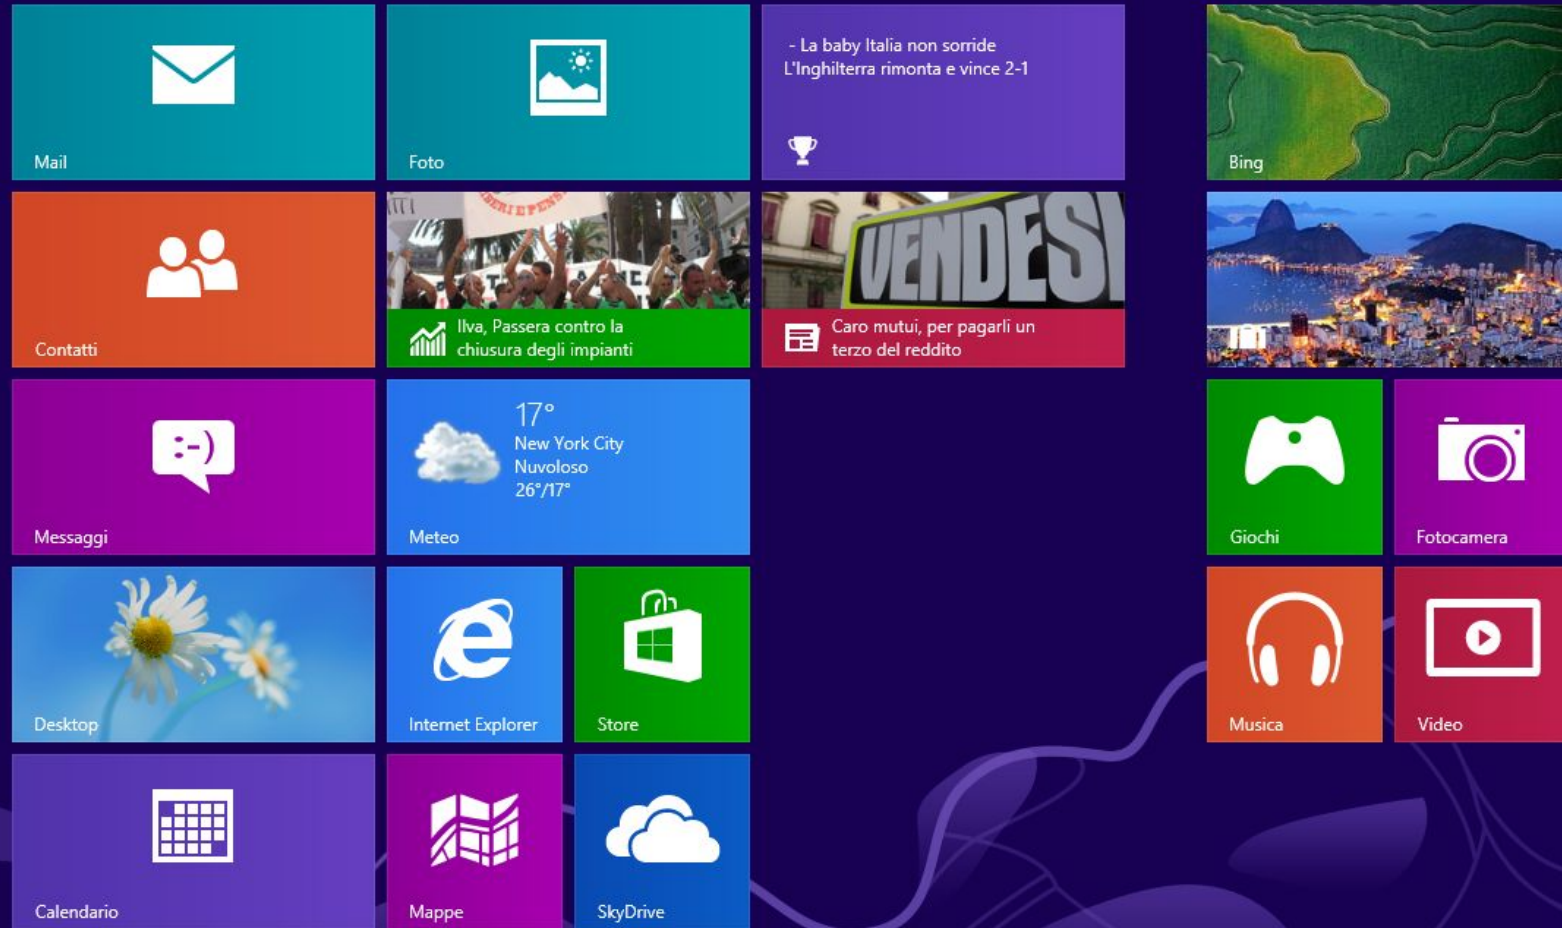 Mail
Foto
- La baby Italia non sorride
L'Inghilterra rimonta e vince 2-1
Bing
Contatti
VENDESI
Ilva, Passera contro la
chiusura degli impianti
Caro mutui, per pagarli un
terzo del reddito
Messaggi
:-)
17°
New York City
Nuvoloso
26°/17°
Meteo
Giochi
Fotocamera
Desktop
Internet Explorer
Store
Musica
Video
Calendario
Mappe
SkyDrive